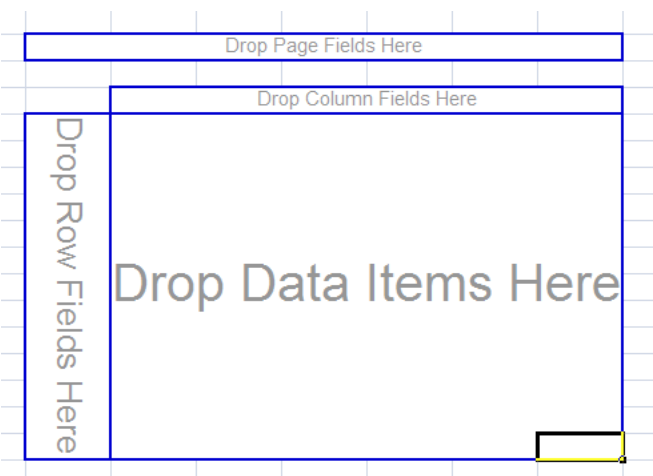 Drop Page Fields Here
Drop Column Fields Here
Drop Row Fields Here
Drop Data Items Here